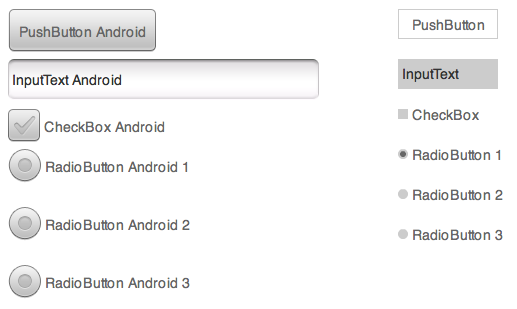 PushButton Android
InputText Android
CheckBox Android
RadioButton Android 1
RadioButton Android 2
RadioButton Android 3
PushButton
InputText
CheckBox
RadioButton 1
RadioButton 2
RadioButton 3